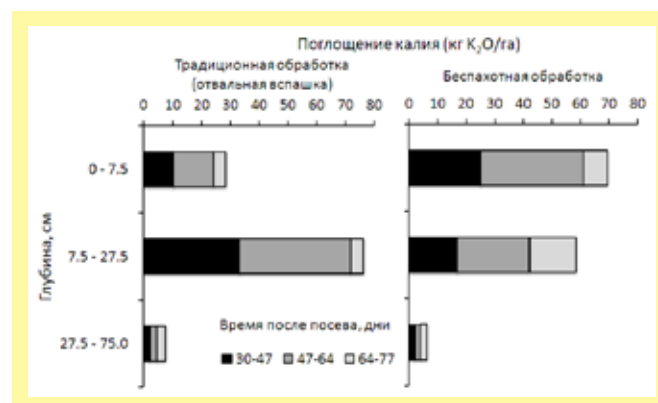 Поглощение калия (кг K₂O/га)
Традиционная обработка
(отвальная вспашка)
Беспахотная обработка
0 10 20 30 40 50 60 70 80
0 10 20 30 40 50 60 70 80
Глубина, см
0 - 7.5
7.5 - 27.5
27.5 - 75.0
Время после посева, дни
30-47 47-64 64-77